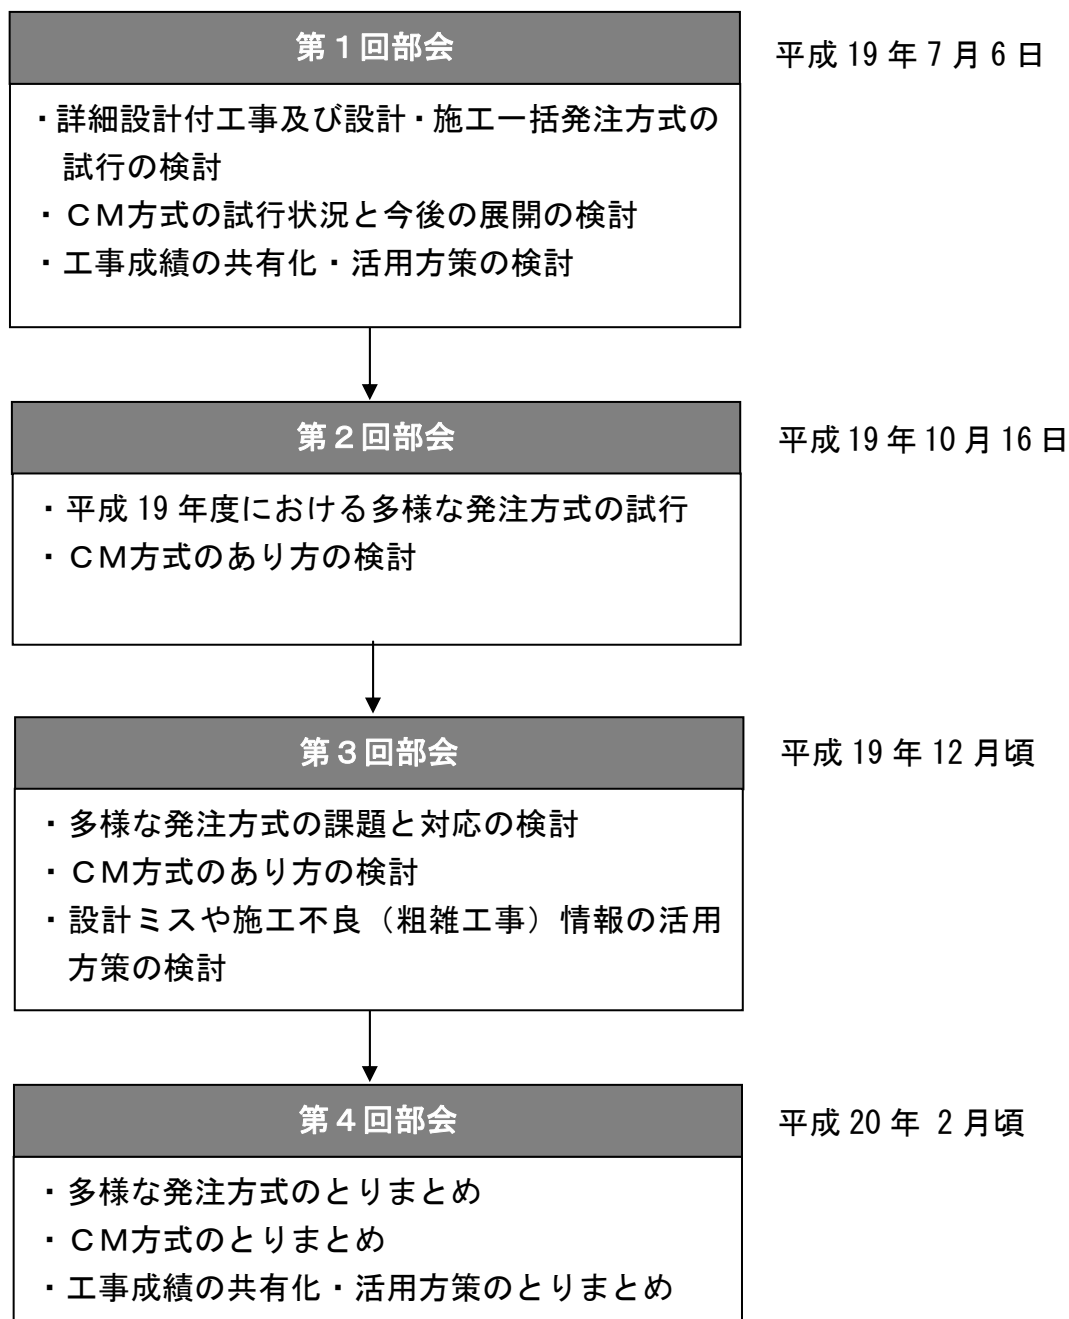 第１回部会
平成 19 年 7 月 6 日
・詳細設計付工事及び設計・施工一括発注方式の
試行の検討
・ＣＭ方式の試行状況と今後の展開の検討
・工事成績の共有化・活用方策の検討
第２回部会
平成 19 年 10 月 16 日
・平成 19 年度における多様な発注方式の試行
・ＣＭ方式のあり方の検討
第３回部会
平成 19 年 12 月頃
・多様な発注方式の課題と対応の検討
・ＣＭ方式のあり方の検討
・設計ミスや施工不良（粗雑工事）情報の活用
方策の検討
第４回部会
平成 20 年 2 月頃
・多様な発注方式のとりまとめ
・ＣＭ方式のとりまとめ
・工事成績の共有化・活用方策のとりまとめ